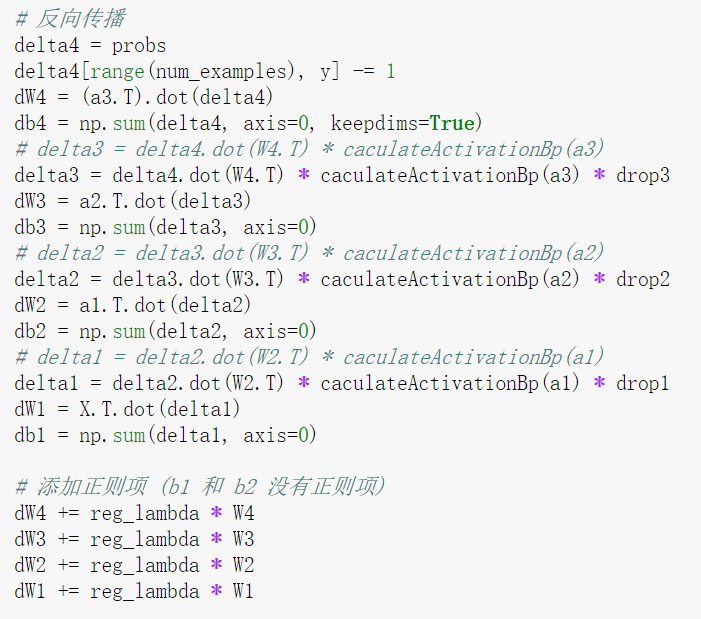 # 反向传播
delta4 = probs
delta4[range(num_examples), y] -= 1
dW4 = (a3.T).dot(delta4)
db4 = np.sum(delta4, axis=0, keepdims=True)
# delta3 = delta4.dot(W4.T) * caculateActivationBp(a3)
delta3 = delta4.dot(W4.T) * caculateActivationBp(a3) * drop3
dW3 = a2.T.dot(delta3)
db3 = np.sum(delta3, axis=0)
# delta2 = delta3.dot(W3.T) * caculateActivationBp(a2)
delta2 = delta3.dot(W3.T) * caculateActivationBp(a2) * drop2
dW2 = a1.T.dot(delta2)
db2 = np.sum(delta2, axis=0)
# delta1 = delta2.dot(W2.T) * caculateActivationBp(a1)
delta1 = delta2.dot(W2.T) * caculateActivationBp(a1) * drop1
dW1 = X.T.dot(delta1)
db1 = np.sum(delta1, axis=0)
# 添加正则项 (b1 和 b2 没有正则项)
dW4 += reg_lambda * W4
dW3 += reg_lambda * W3
dW2 += reg_lambda * W2
dW1 += reg_lambda * W1